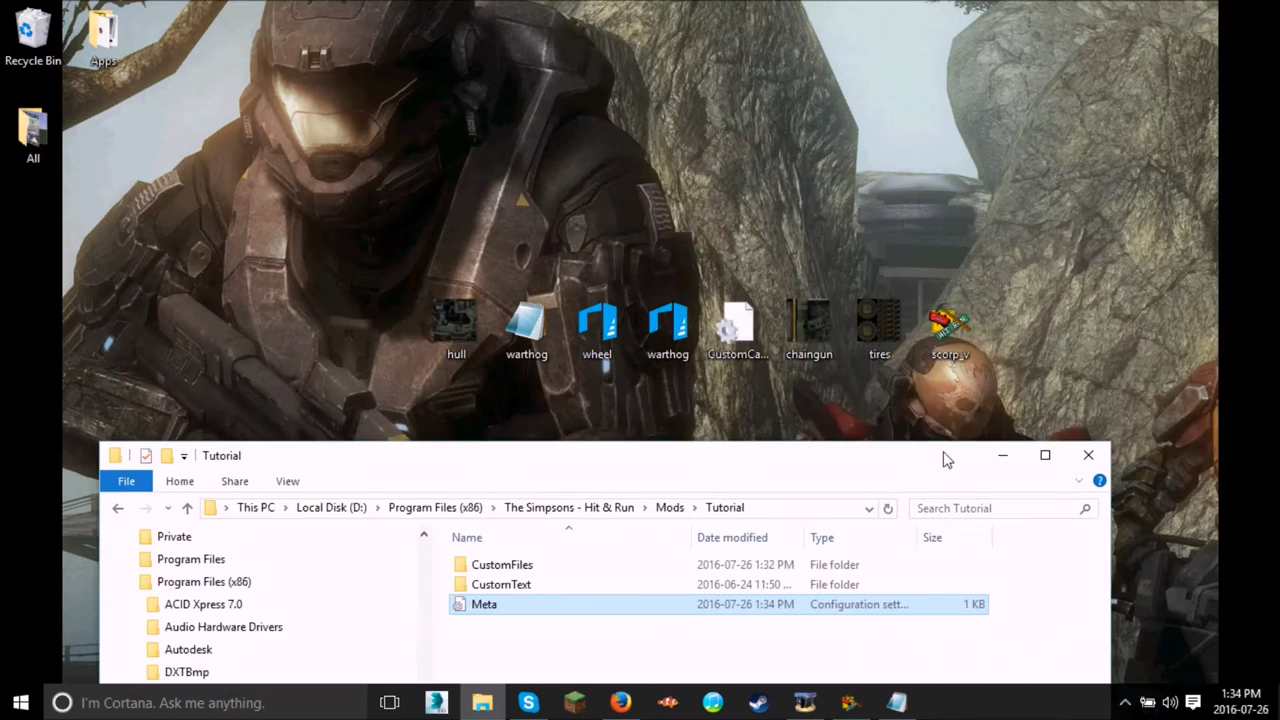 Recycle Bin
Apps
All
hull
warthog
wheel
warthog
CustomCa...
chaingun
tires
scorp_v
Tutorial
File
Home
Share
View
This PC
Local Disk (D:)
Program Files (x86)
The Simpsons - Hit & Run
Mods
Tutorial
Search Tutorial
Private
Program Files
Program Files (x86)
ACID Xpress 7.0
Audio Hardware Drivers
Autodesk
DXTBmp
Name Date modified Type Size
CustomFiles 2016-07-26 1:32 PM File folder
CustomText 2016-06-24 11:50 ... File folder
Meta 2016-07-26 1:34 PM Configuration sett... 1 KB
I'm Cortana. Ask me anything.
1:34 PM
2016-07-26